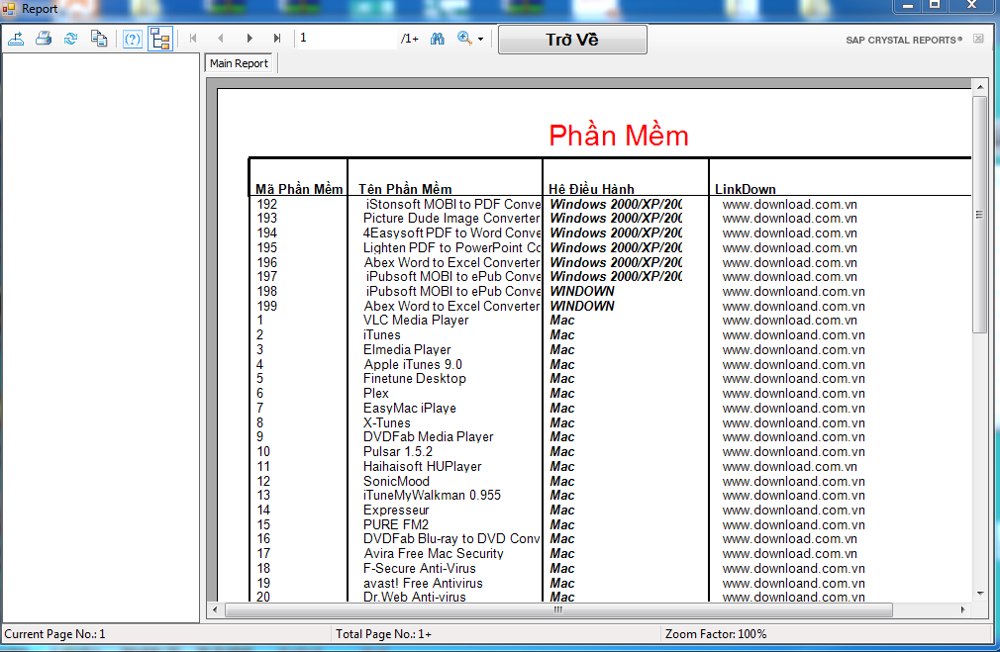 Report
1 /1+ Trở Về SAP CRYSTAL REPORTS®
Main Report
Phần Mềm
Mã Phần Mềm Tên Phần Mềm Hệ Điều Hành LinkDown
192 iStonsoft MOBI to PDF Conve Windows 2000/XP/200 www.download.com.vn
193 Picture Dude Image Converter Windows 2000/XP/200 www.download.com.vn
194 4Easysoft PDF to Word Conve Windows 2000/XP/200 www.download.com.vn
195 Lighten PDF to PowerPoint Co Windows 2000/XP/200 www.download.com.vn
196 Abex Word to Excel Converter Windows 2000/XP/200 www.download.com.vn
197 iPubsoft MOBI to ePub Conve Windows 2000/XP/200 www.download.com.vn
198 iPubsoft MOBI to ePub Conve WINDOWN www.downloand.com.vn
199 Abex Word to Excel Converter WINDOWN www.downloand.com.vn
1 VLC Media Player Mac www.download.com.vn
2 iTunes Mac www.downloand.com.vn
3 Elmedia Player Mac www.downloand.com.vn
4 Apple iTunes 9.0 Mac www.downloand.com.vn
5 Finetune Desktop Mac www.downloand.com.vn
6 Plex Mac www.downloand.com.vn
7 EasyMac iPlaye Mac www.downloand.com.vn
8 X-Tunes Mac www.downloand.com.vn
9 DVDFab Media Player Mac www.downloand.com.vn
10 Pulsar 1.5.2 Mac www.downloand.com.vn
11 Haihaisoft HUPlayer Mac www.download.com.vn
12 SonicMood Mac www.downloand.com.vn
13 iTuneMyWalkman 0.955 Mac www.downloand.com.vn
14 Expresseur Mac www.downloand.com.vn
15 PURE FM2 Mac www.downloand.com.vn
16 DVDFab Blu-ray to DVD Conv Mac www.download.com.vn
17 Avira Free Mac Security Mac www.download.com.vn
18 F-Secure Anti-Virus Mac www.downloand.com.vn
19 avast! Free Antivirus Mac www.downloand.com.vn
20 Dr.Web Anti-virus Mac www.downloand.com.vn
Current Page No.: 1 Total Page No.: 1+ Zoom Factor: 100%